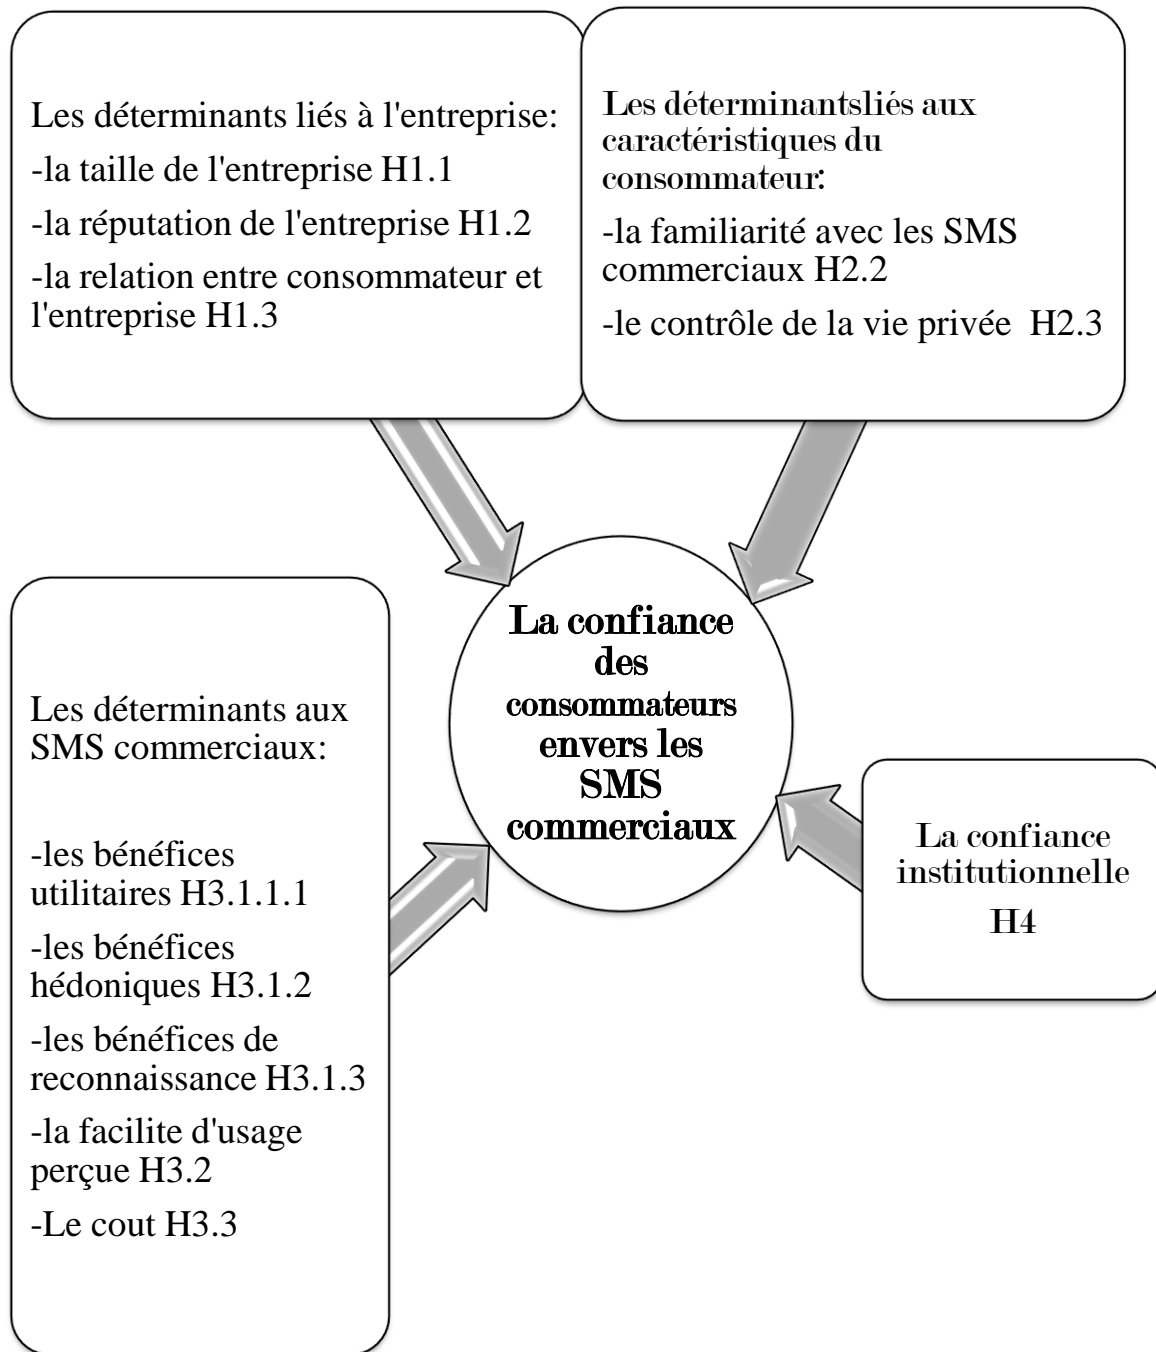 Les déterminants liés à l'entreprise:
-la taille de l'entreprise H1.1
-la réputation de l'entreprise H1.2
-la relation entre consommateur et
l'entreprise H1.3
Les déterminantsliés aux
caractéristiques du
consommateur:
-la familiarité avec les SMS
commerciaux H2.2
-le contrôle de la vie privée H2.3
La confiance
des
consommateurs
envers les
SMS
commerciaux
Les déterminants aux
SMS commerciaux:
-les bénéfices
utilitaires H3.1.1.1
-les bénéfices
hédoniques H3.1.2
-les bénéfices de
reconnaissance H3.1.3
-la facilite d'usage
perçue H3.2
-Le cout H3.3
La confiance
institutionnelle
H4